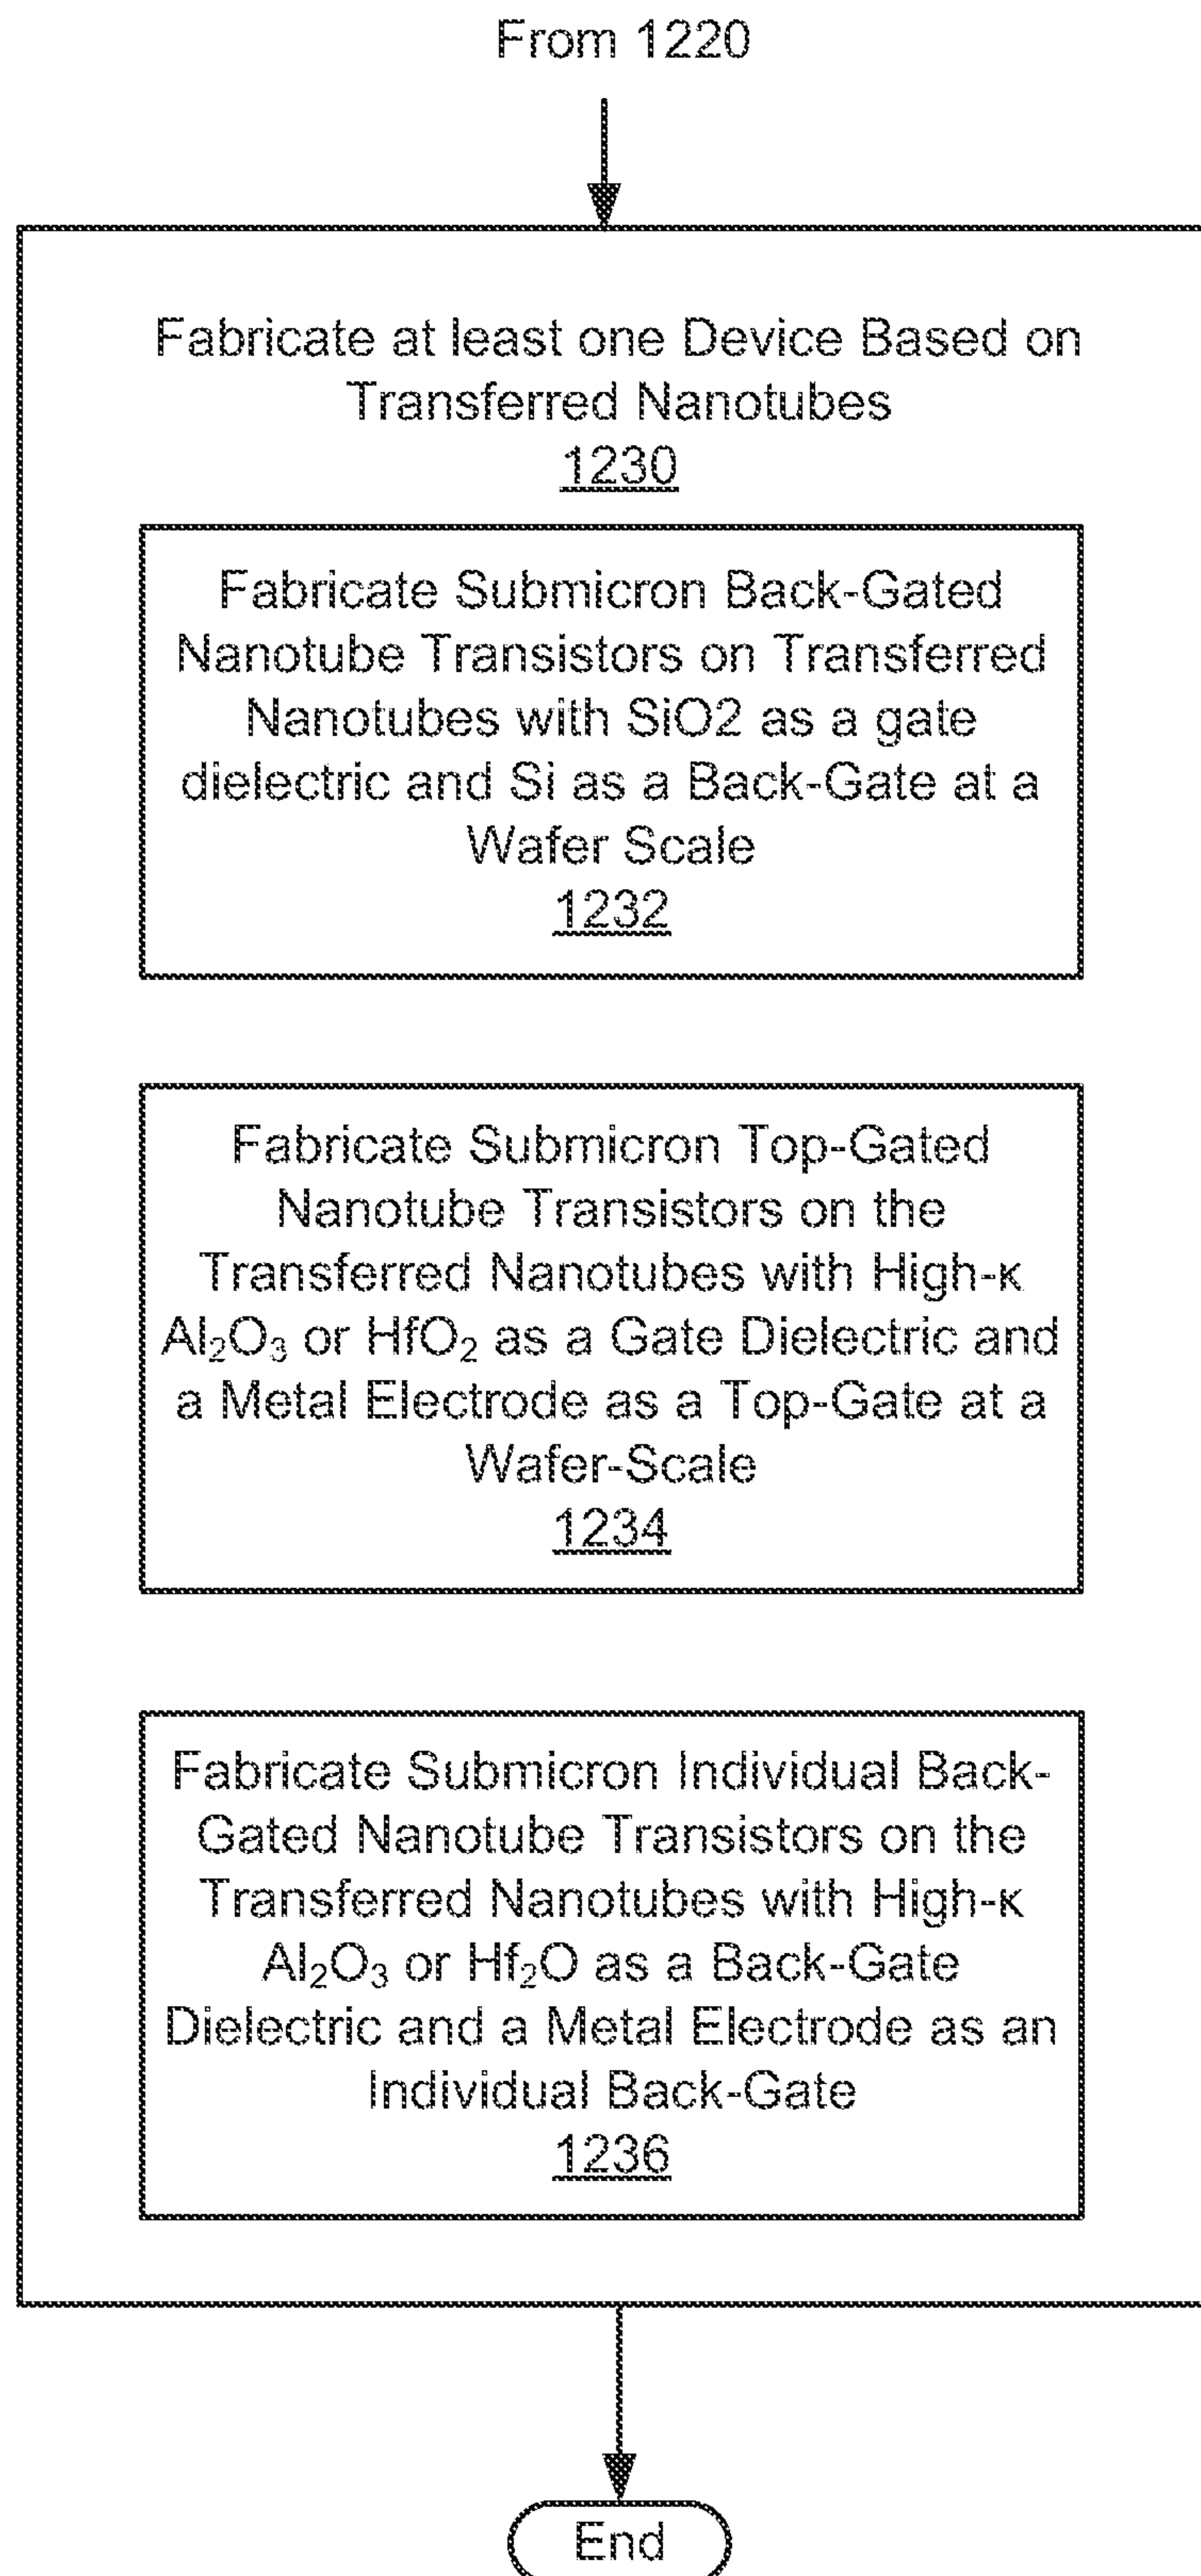 From 1220
Fabricate at least one Device Based on
Transferred Nanotubes
1230
Fabricate Submicron Back-Gated
Nanotube Transistors on Transferred
Nanotubes with SiO2 as a gate
dielectric and Si as a Back-Gate at a
Wafer Scale
1232
Fabricate Submicron Top-Gated
Nanotube Transistors on the
Transferred Nanotubes with High-κ
Al₂O₃ or HfO₂ as a Gate Dielectric and
a Metal Electrode as a Top-Gate at a
Wafer-Scale
1234
Fabricate Submicron Individual Back-
Gated Nanotube Transistors on the
Transferred Nanotubes with High-κ
Al₂O₃ or Hf₂O as a Back-Gate
Dielectric and a Metal Electrode as an
Individual Back-Gate
1236
End